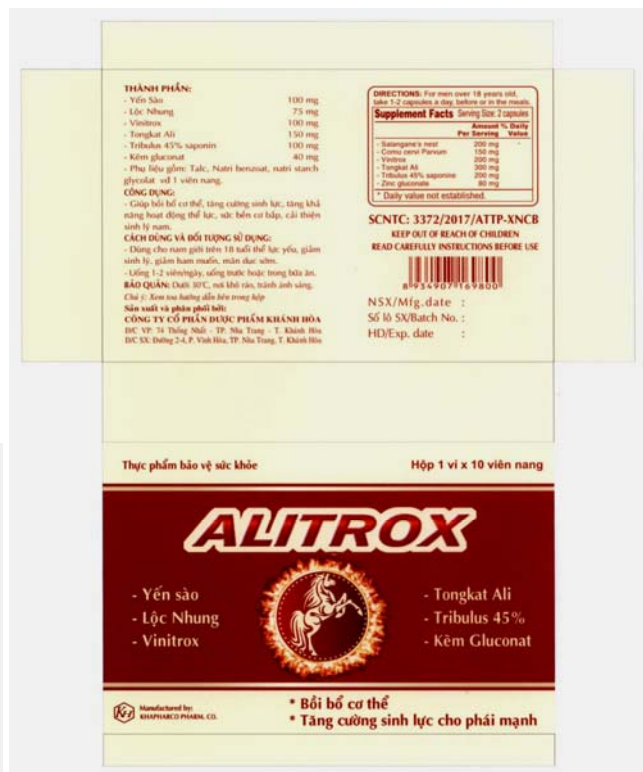 THÀNH PHẦN:
- Yến Sào 100 mg
- Lộc Nhung 75 mg
- Vinitrox 100 mg
- Tongkat Ali 150 mg
- Tribulus 45% saponin 100 mg
- Kẽm gluconat 40 mg
- Phụ liệu gồm: Talc, Natri benzoat, natri starch
glycolat vđ 1 viên nang.
CÔNG DỤNG:
- Giúp bồi bổ cơ thể, tăng cường sinh lực, tăng khả
năng hoạt động thể lực, sức bền cơ bắp, cải thiện
sinh lý nam.
CÁCH DÙNG VÀ ĐỐI TƯỢNG SỬ DỤNG:
- Dùng cho nam giới trên 18 tuổi thể lực yếu, giảm
sinh lý, giảm ham muốn, mãn dục sớm.
- Uống 1-2 viên/ngày, uống trước hoặc trong bữa ăn.
BẢO QUẢN: Dưới 30°C, nơi khô ráo, tránh ánh sáng.
Chú ý: Xem toa hướng dẫn bên trong hộp
Sản xuất và phân phối bởi:
CÔNG TY CỔ PHẦN DƯỢC PHẨM KHÁNH HÒA
Đ/C VP: 74 Thống Nhất - TP. Nha Trang - T. Khánh Hòa
Đ/C SX: Đường 2-4, P. Vĩnh Hòa, TP. Nha Trang, T. Khánh Hòa
DIRECTIONS: For men over 18 years old,
take 1-2 capsules a day, before or in the meals.
Supplement Facts Serving Size: 2 capsules
Amount % Daily
Per Serving Value
- Salangane's nest 200 mg *
- Cornu cervi Parvum 150 mg
- Vinitrox 200 mg
- Tongkat Ali 300 mg
- Tribulus 45% saponine 200 mg
- Zinc gluconate 80 mg
* Daily value not established.
SCNTC: 3372/2017/ATTP-XNCB
KEEP OUT OF REACH OF CHILDREN
READ CAREFULLY INSTRUCTIONS BEFORE USE
8 934907 169800
NSX/Mfg.date :
Số lô SX/Batch No. :
HD/Exp. date :
Thực phẩm bảo vệ sức khỏe
Hộp 1 vỉ x 10 viên nang
ALITROX
- Yến sào
- Lộc Nhung
- Vinitrox
- Tongkat Ali
- Tribulus 45%
- Kẽm Gluconat
KH
Manufactured by:
KHAPHARCO PHARM. CO.
* Bồi bổ cơ thể
* Tăng cường sinh lực cho phái mạnh